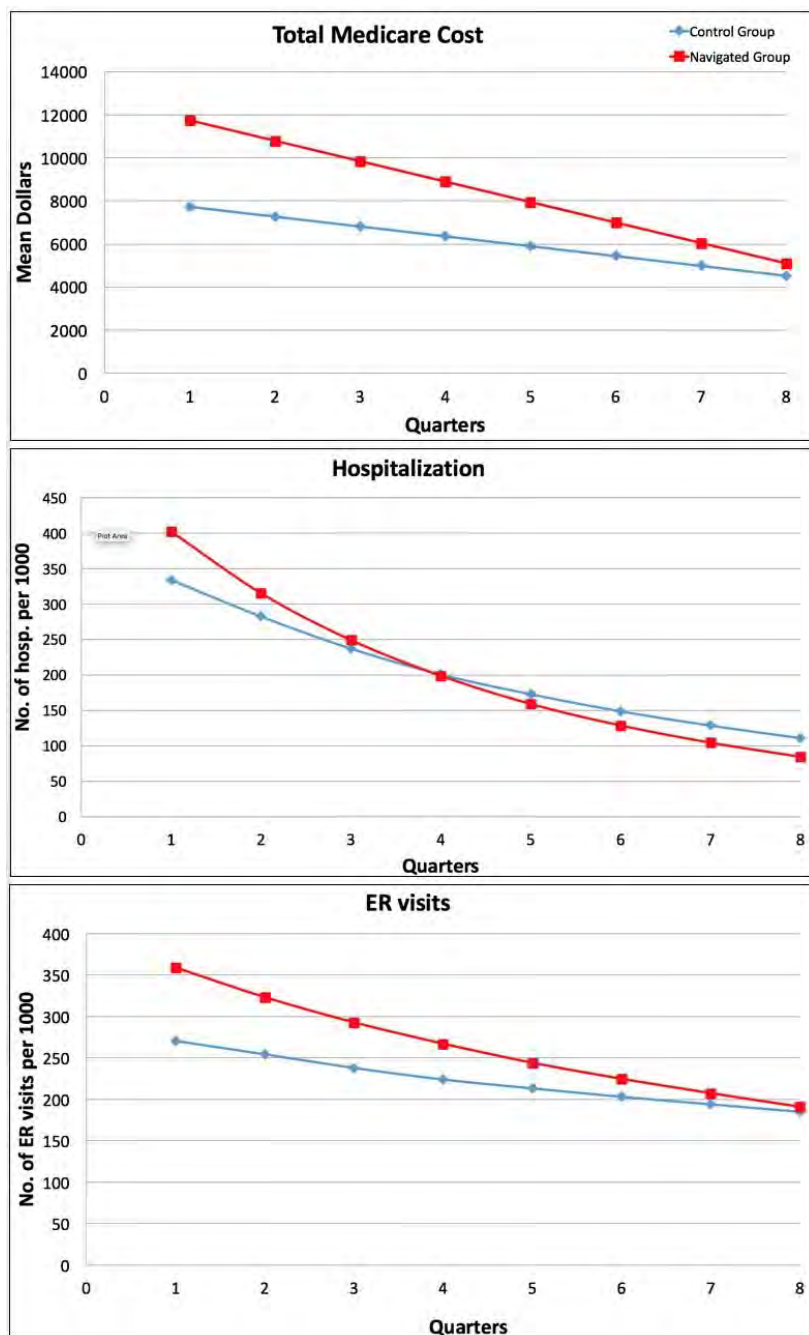 Total Medicare Cost
Control Group
Navigated Group
Mean Dollars
14000
12000
10000
8000
6000
4000
2000
0
0 1 2 3 4 5 6 7 8
Quarters
Hospitalization
No. of hosp. per 1000
450
400
350
300
250
200
150
100
50
0
Plot Area
0 1 2 3 4 5 6 7 8
Quarters
ER visits
No. of ER visits per 1000
400
350
300
250
200
150
100
50
0
0 1 2 3 4 5 6 7 8
Quarters